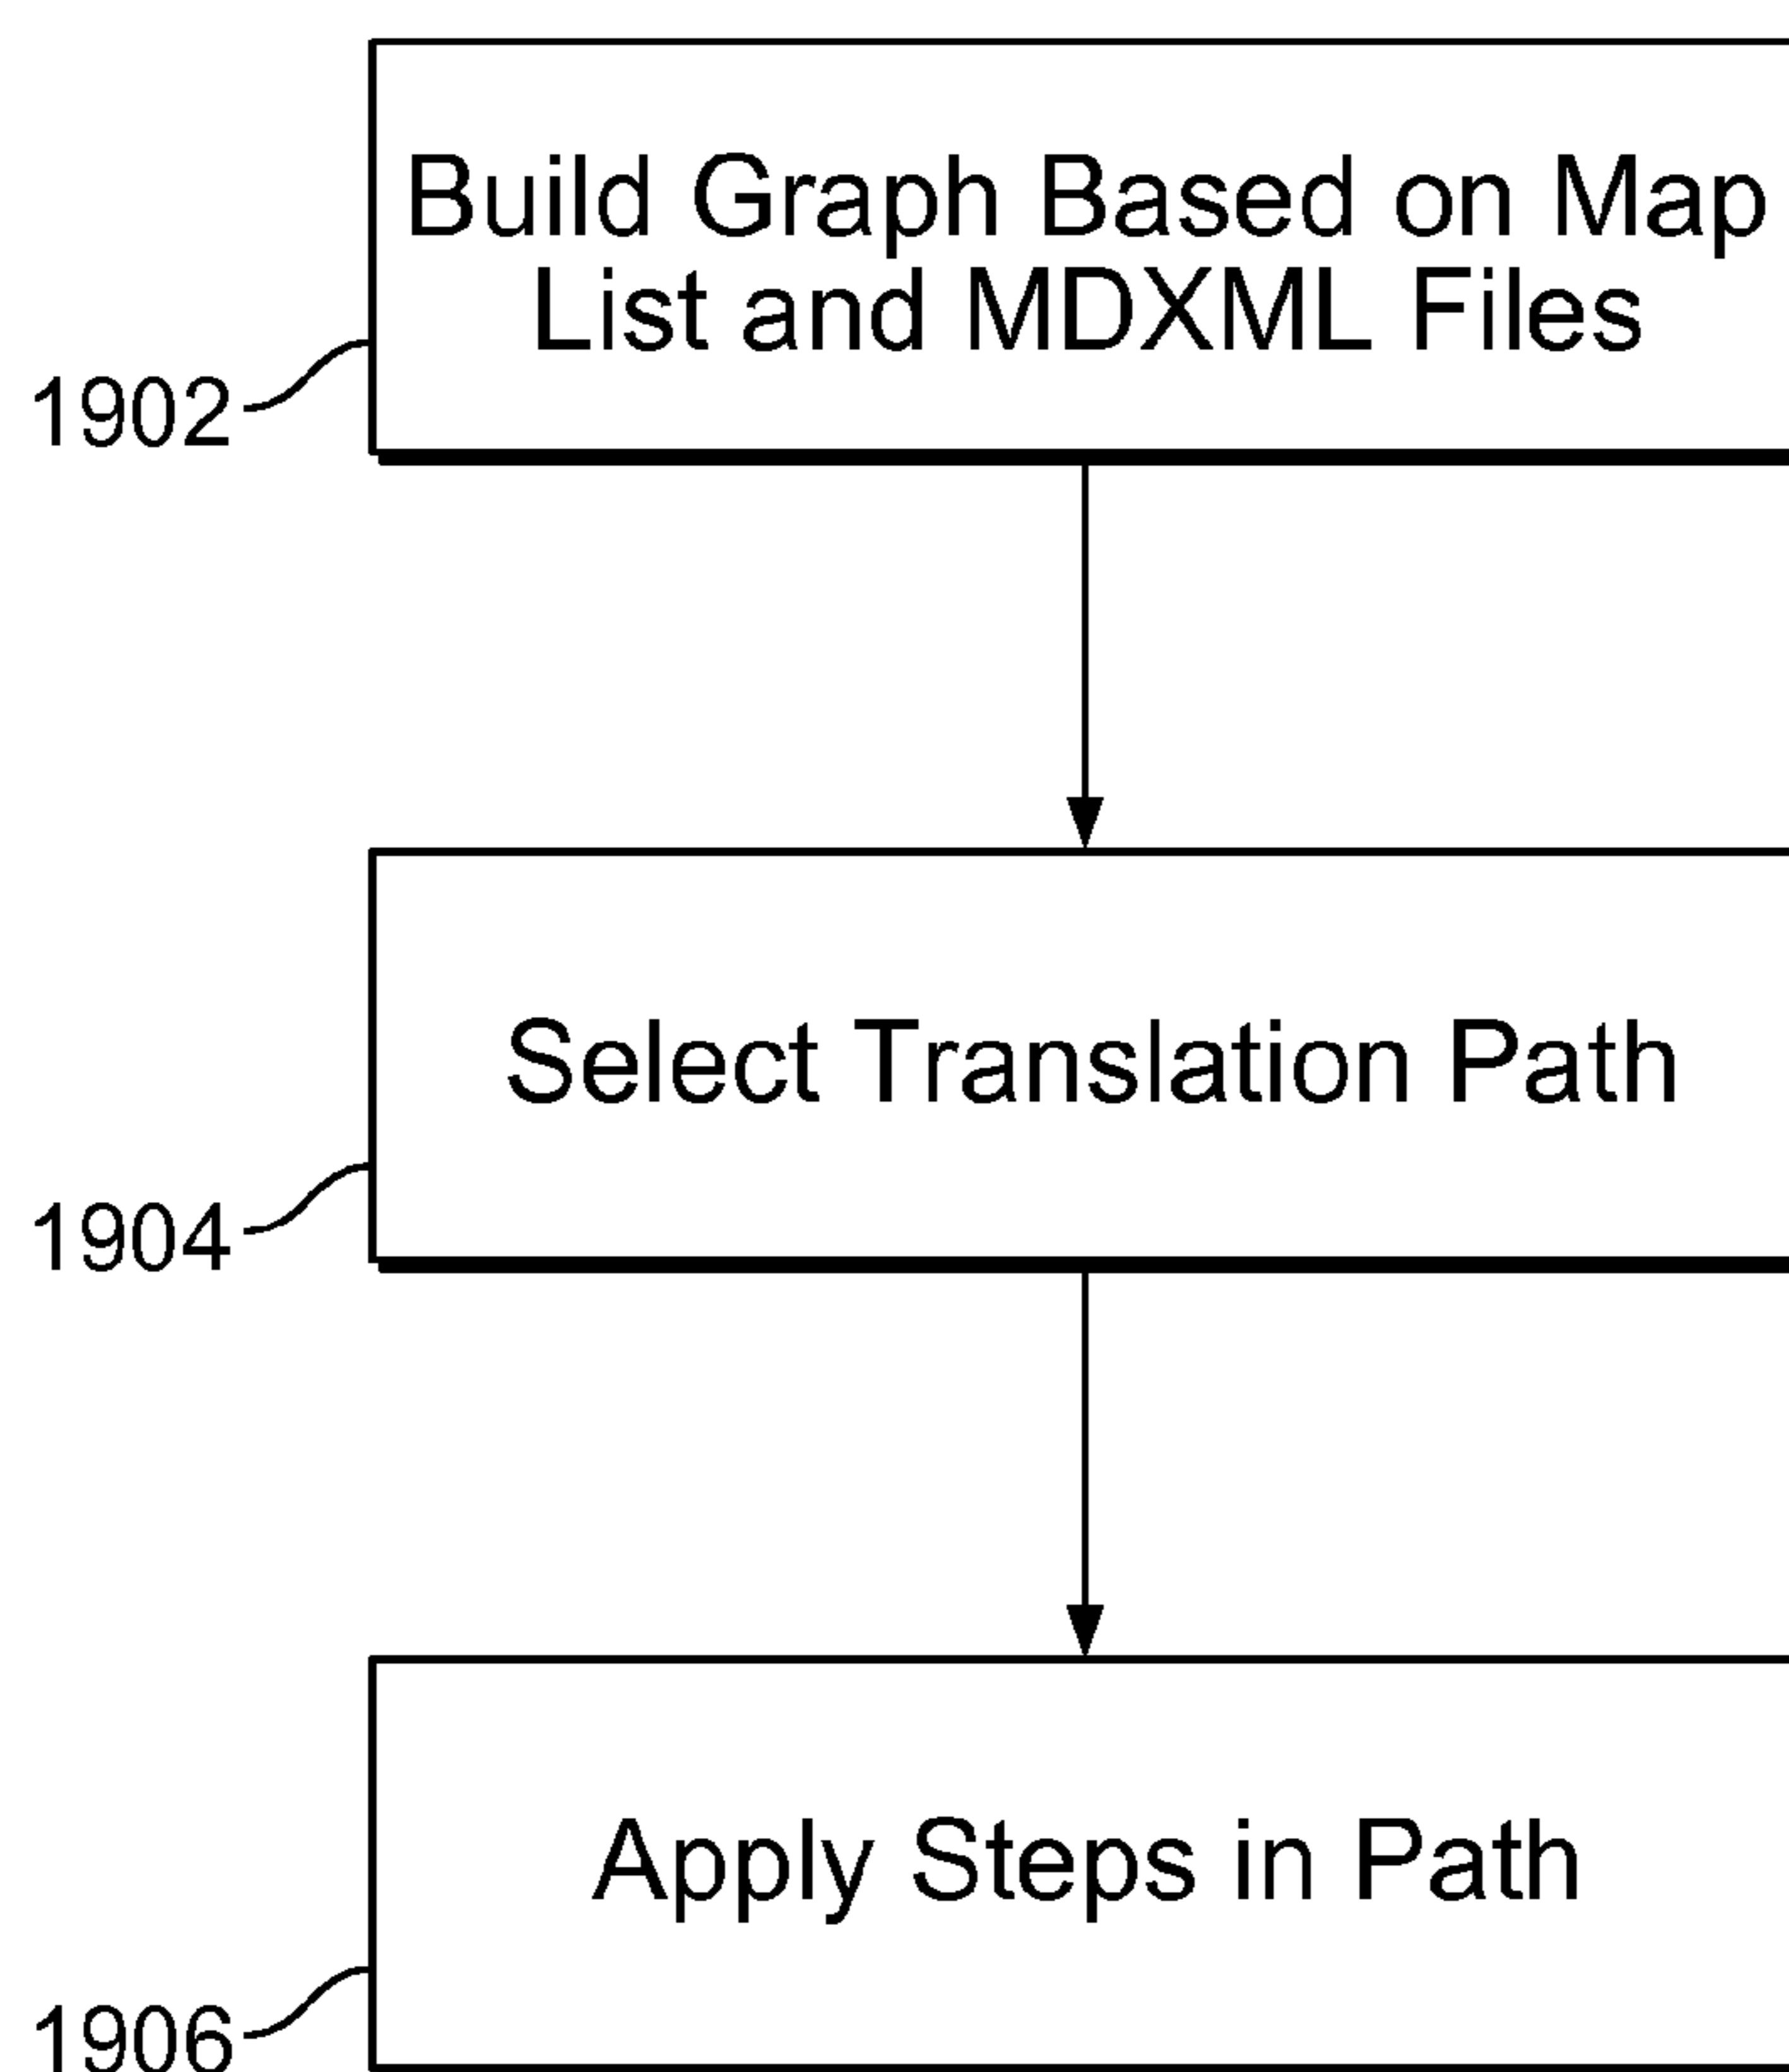 Build Graph Based on Map
List and MDXML Files
1902
Select Translation Path
1904
Apply Steps in Path
1906